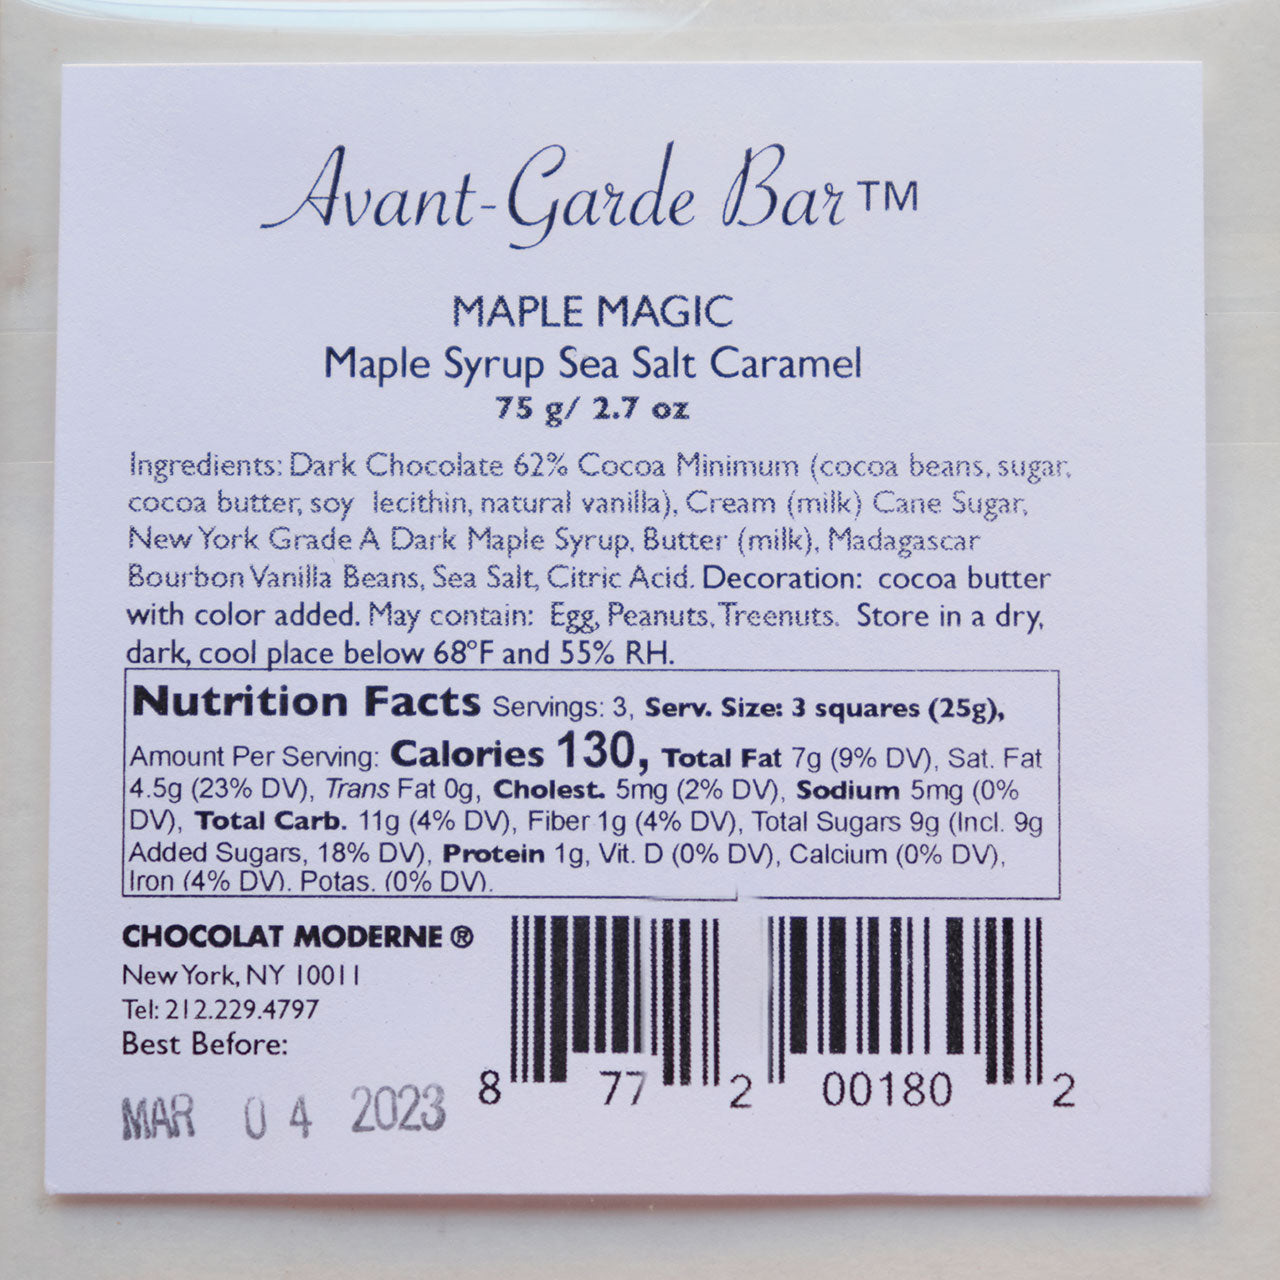 Avant-Garde Bar™
MAPLE MAGIC
Maple Syrup Sea Salt Caramel
75 g/ 2.7 oz
Ingredients: Dark Chocolate 62% Cocoa Minimum (cocoa beans, sugar,
cocoa butter, soy lecithin, natural vanilla), Cream (milk) Cane Sugar,
New York Grade A Dark Maple Syrup, Butter (milk), Madagascar
Bourbon Vanilla Beans, Sea Salt, Citric Acid. Decoration: cocoa butter
with color added. May contain: Egg, Peanuts, Treenuts. Store in a dry,
dark, cool place below 68°F and 55% RH.
Nutrition Facts Servings: 3, Serv. Size: 3 squares (25g),
Amount Per Serving: Calories 130, Total Fat 7g (9% DV), Sat. Fat
4.5g (23% DV), Trans Fat 0g, Cholest. 5mg (2% DV), Sodium 5mg (0%
DV), Total Carb. 11g (4% DV), Fiber 1g (4% DV), Total Sugars 9g (Incl. 9g
Added Sugars, 18% DV), Protein 1g, Vit. D (0% DV), Calcium (0% DV),
Iron (4% DV). Potas. (0% DV).
CHOCOLAT MODERNE ®
New York, NY 10011
Tel: 212.229.4797
Best Before:
MAR 04 2023
8 77 2 00180 2